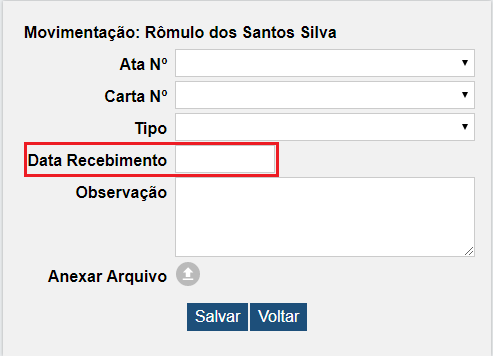 Movimentação: Rômulo dos Santos Silva
Ata Nº
Carta Nº
Tipo
Data Recebimento
Observação
Anexar Arquivo
Salvar Voltar